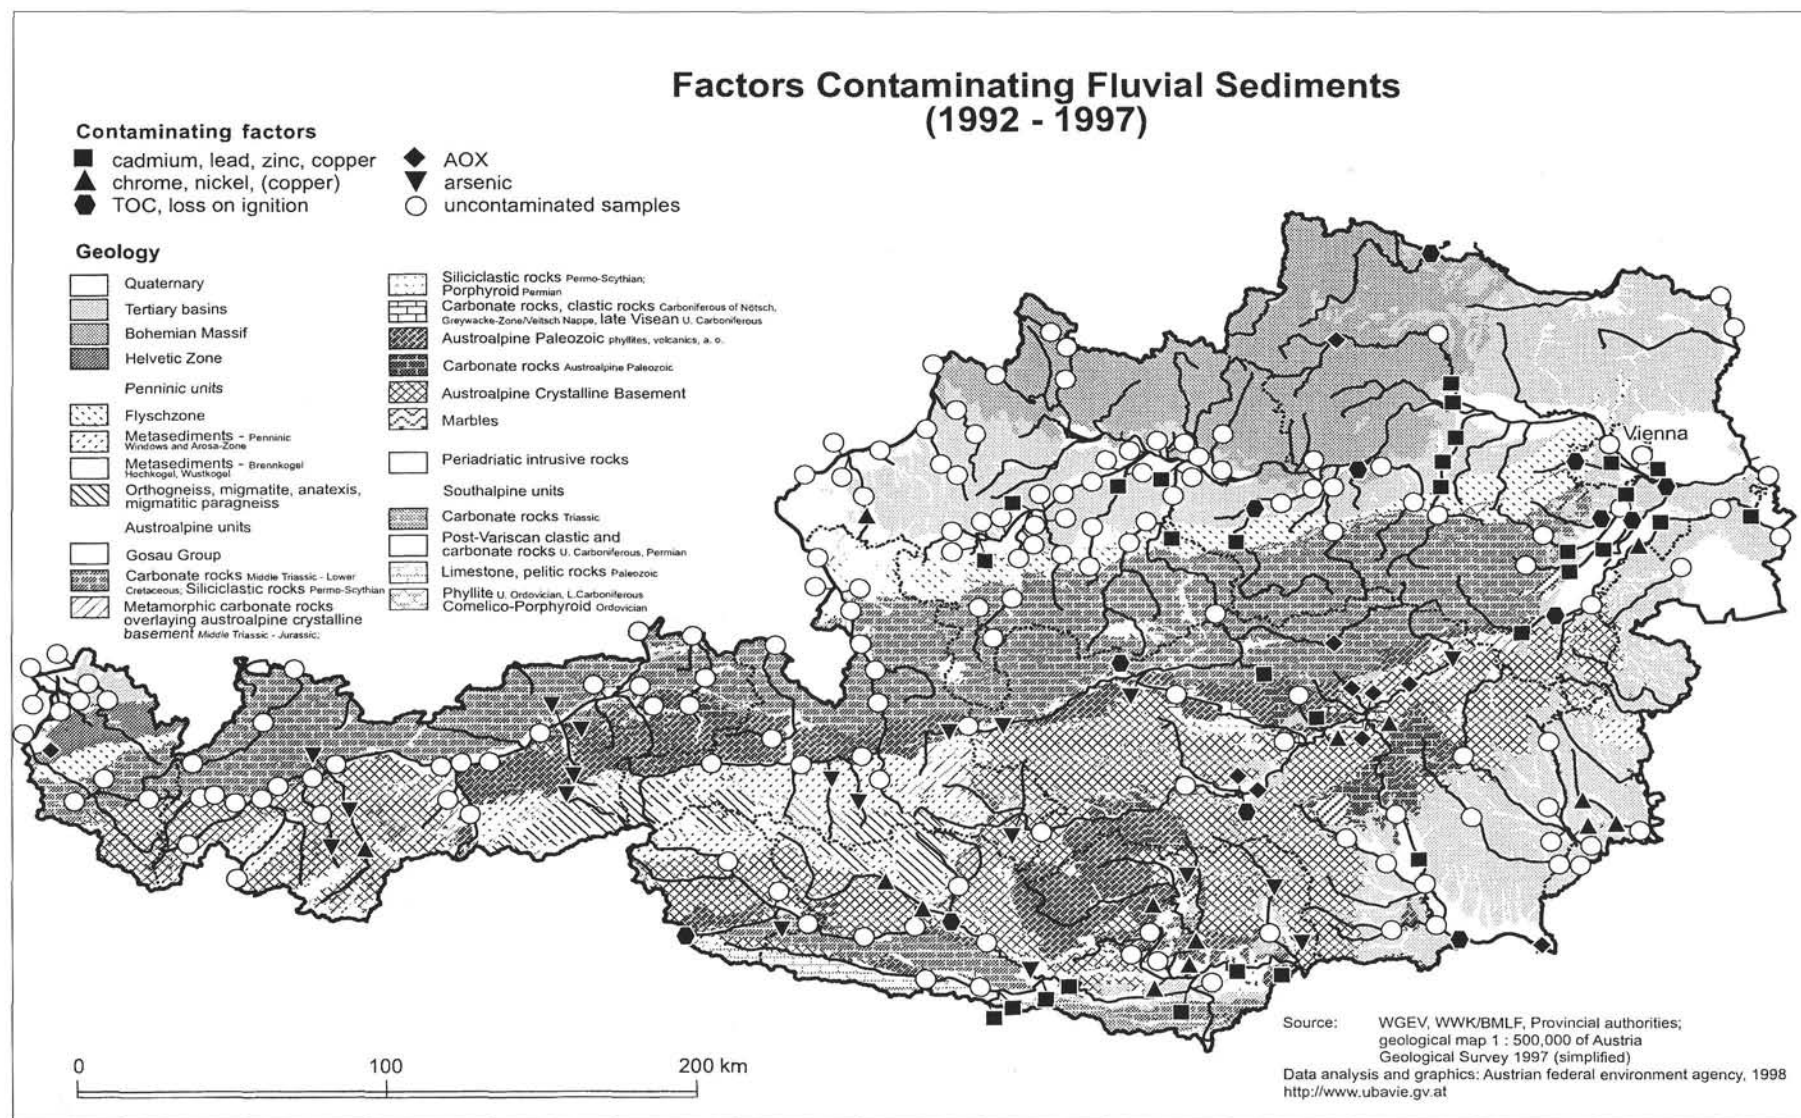 Factors Contaminating Fluvial Sediments
(1992 - 1997)
Contaminating factors
cadmium, lead, zinc, copper
chrome, nickel, (copper)
TOC, loss on ignition
AOX
arsenic
uncontaminated samples
Geology
Quaternary
Tertiary basins
Bohemian Massif
Helvetic Zone
Penninic units
Flyschzone
Metasediments - Penninic
Windows and Arosa-Zone
Metasediments - Brennkogel
Hochkogel, Wustkogel
Orthogneiss, migmatite, anatexis,
migmatitic paragneiss
Austroalpine units
Gosau Group
Carbonate rocks Middle Triassic - Lower
Cretaceous; Siliciclastic rocks Permo-Scythian
Metamorphic carbonate rocks
overlaying austroalpine crystalline
basement Middle Triassic - Jurassic;
Siliciclastic rocks Permo-Scythian;
Porphyroid Permian
Carbonate rocks, clastic rocks Carboniferous of Nötsch,
Greywacke-Zone/Veitsch Nappe, late Visean U. Carboniferous
Austroalpine Paleozoic phyllites, volcanics, a. o.
Carbonate rocks Austroalpine Paleozoic
Austroalpine Crystalline Basement
Marbles
Periadriatic intrusive rocks
Southalpine units
Carbonate rocks Triassic
Post-Variscan clastic and
carbonate rocks U. Carboniferous, Permian
Limestone, pelitic rocks Paleozoic
Phyllite U. Ordovician, L.Carboniferous
Comelico-Porphyroid Ordovician
Vienna
0 100 200 km
Source: WGEV, WWK/BMLF, Provincial authorities;
geological map 1 : 500,000 of Austria
Geological Survey 1997 (simplified)
Data analysis and graphics: Austrian federal environment agency, 1998
http://www.ubavie.gv.at